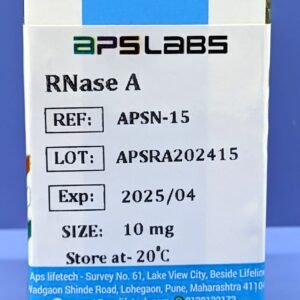 APSLABS
RNase A
REF: APSN-15
LOT: APSRA202415
Exp: 2025/04
SIZE: 10 mg
Store at- 20°C
Aps lifetech - Survey No. 61, Lake View City, Beside Lifeline
Wadgaon Shinde Road, Lohegaon, Pune, Maharashtra